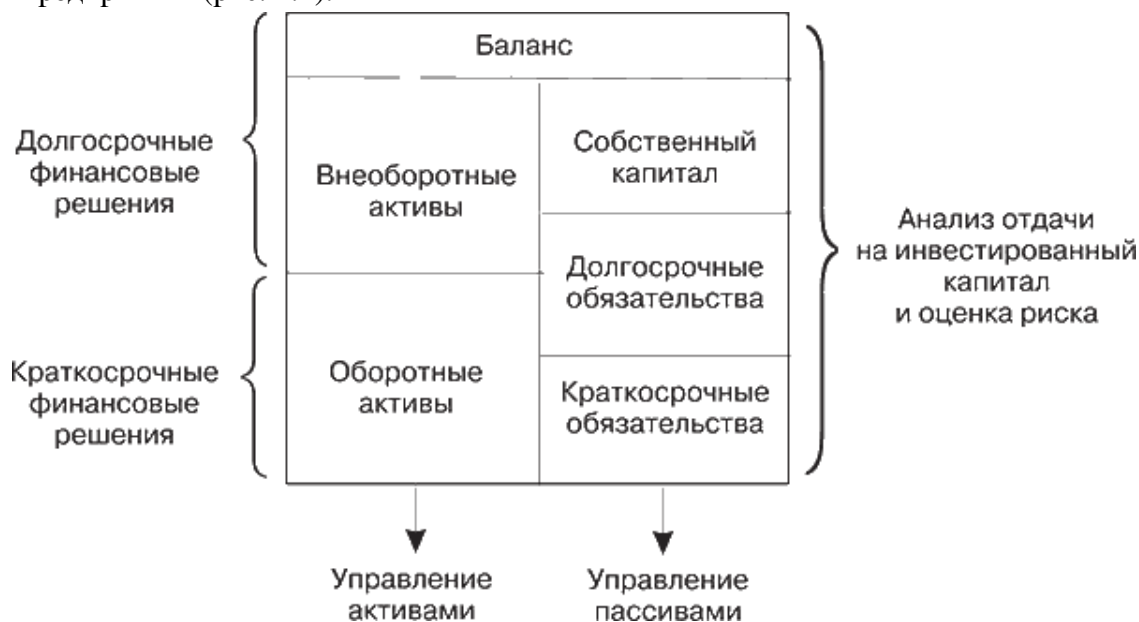 Баланс
Долгосрочные
финансовые
решения
Внеоборотные
активы
Собственный
капитал
Долгосрочные
обязательства
Анализ отдачи
на инвестированный
капитал
и оценка риска
Краткосрочные
финансовые
решения
Оборотные
активы
Краткосрочные
обязательства
Управление
активами
Управление
пассивами